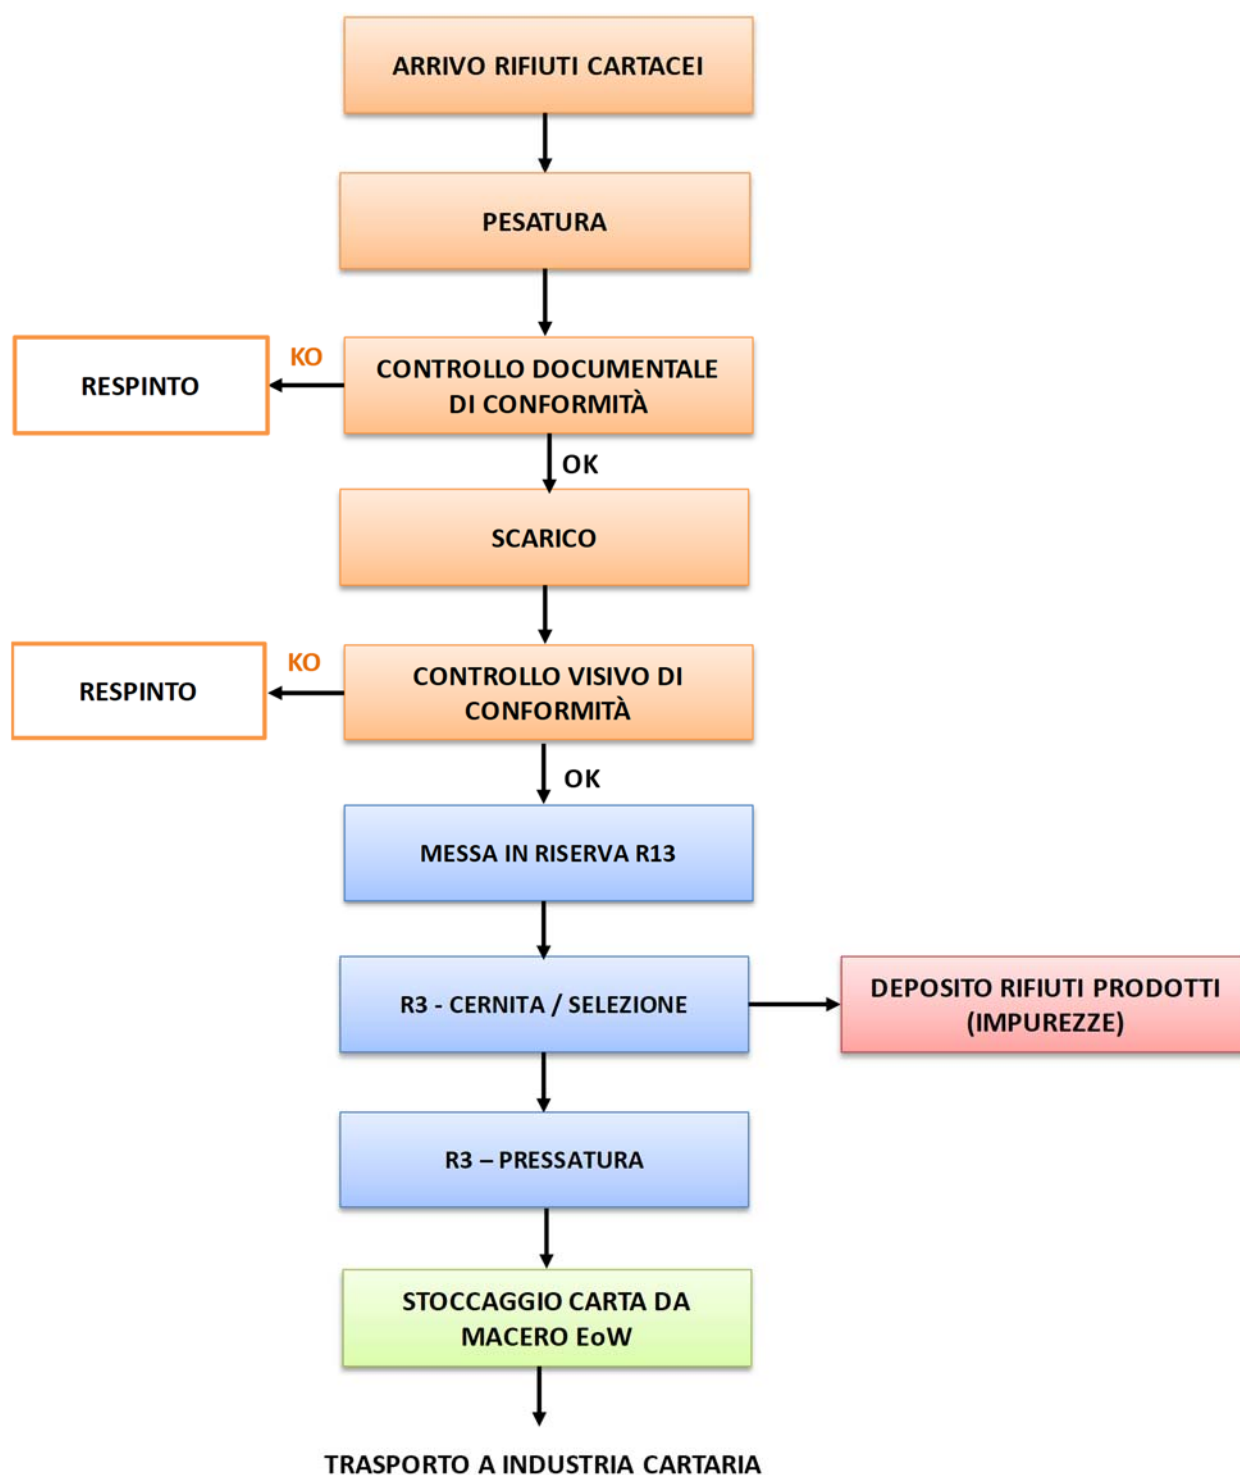 ARRIVO RIFIUTI CARTACEI
PESATURA
KO
RESPINTO
CONTROLLO DOCUMENTALE
DI CONFORMITÀ
OK
SCARICO
KO
RESPINTO
CONTROLLO VISIVO DI
CONFORMITÀ
OK
MESSA IN RISERVA R13
R3 - CERNITA / SELEZIONE
DEPOSITO RIFIUTI PRODOTTI
(IMPUREZZE)
R3 – PRESSATURA
STOCCAGGIO CARTA DA
MACERO EoW
TRASPORTO A INDUSTRIA CARTARIA